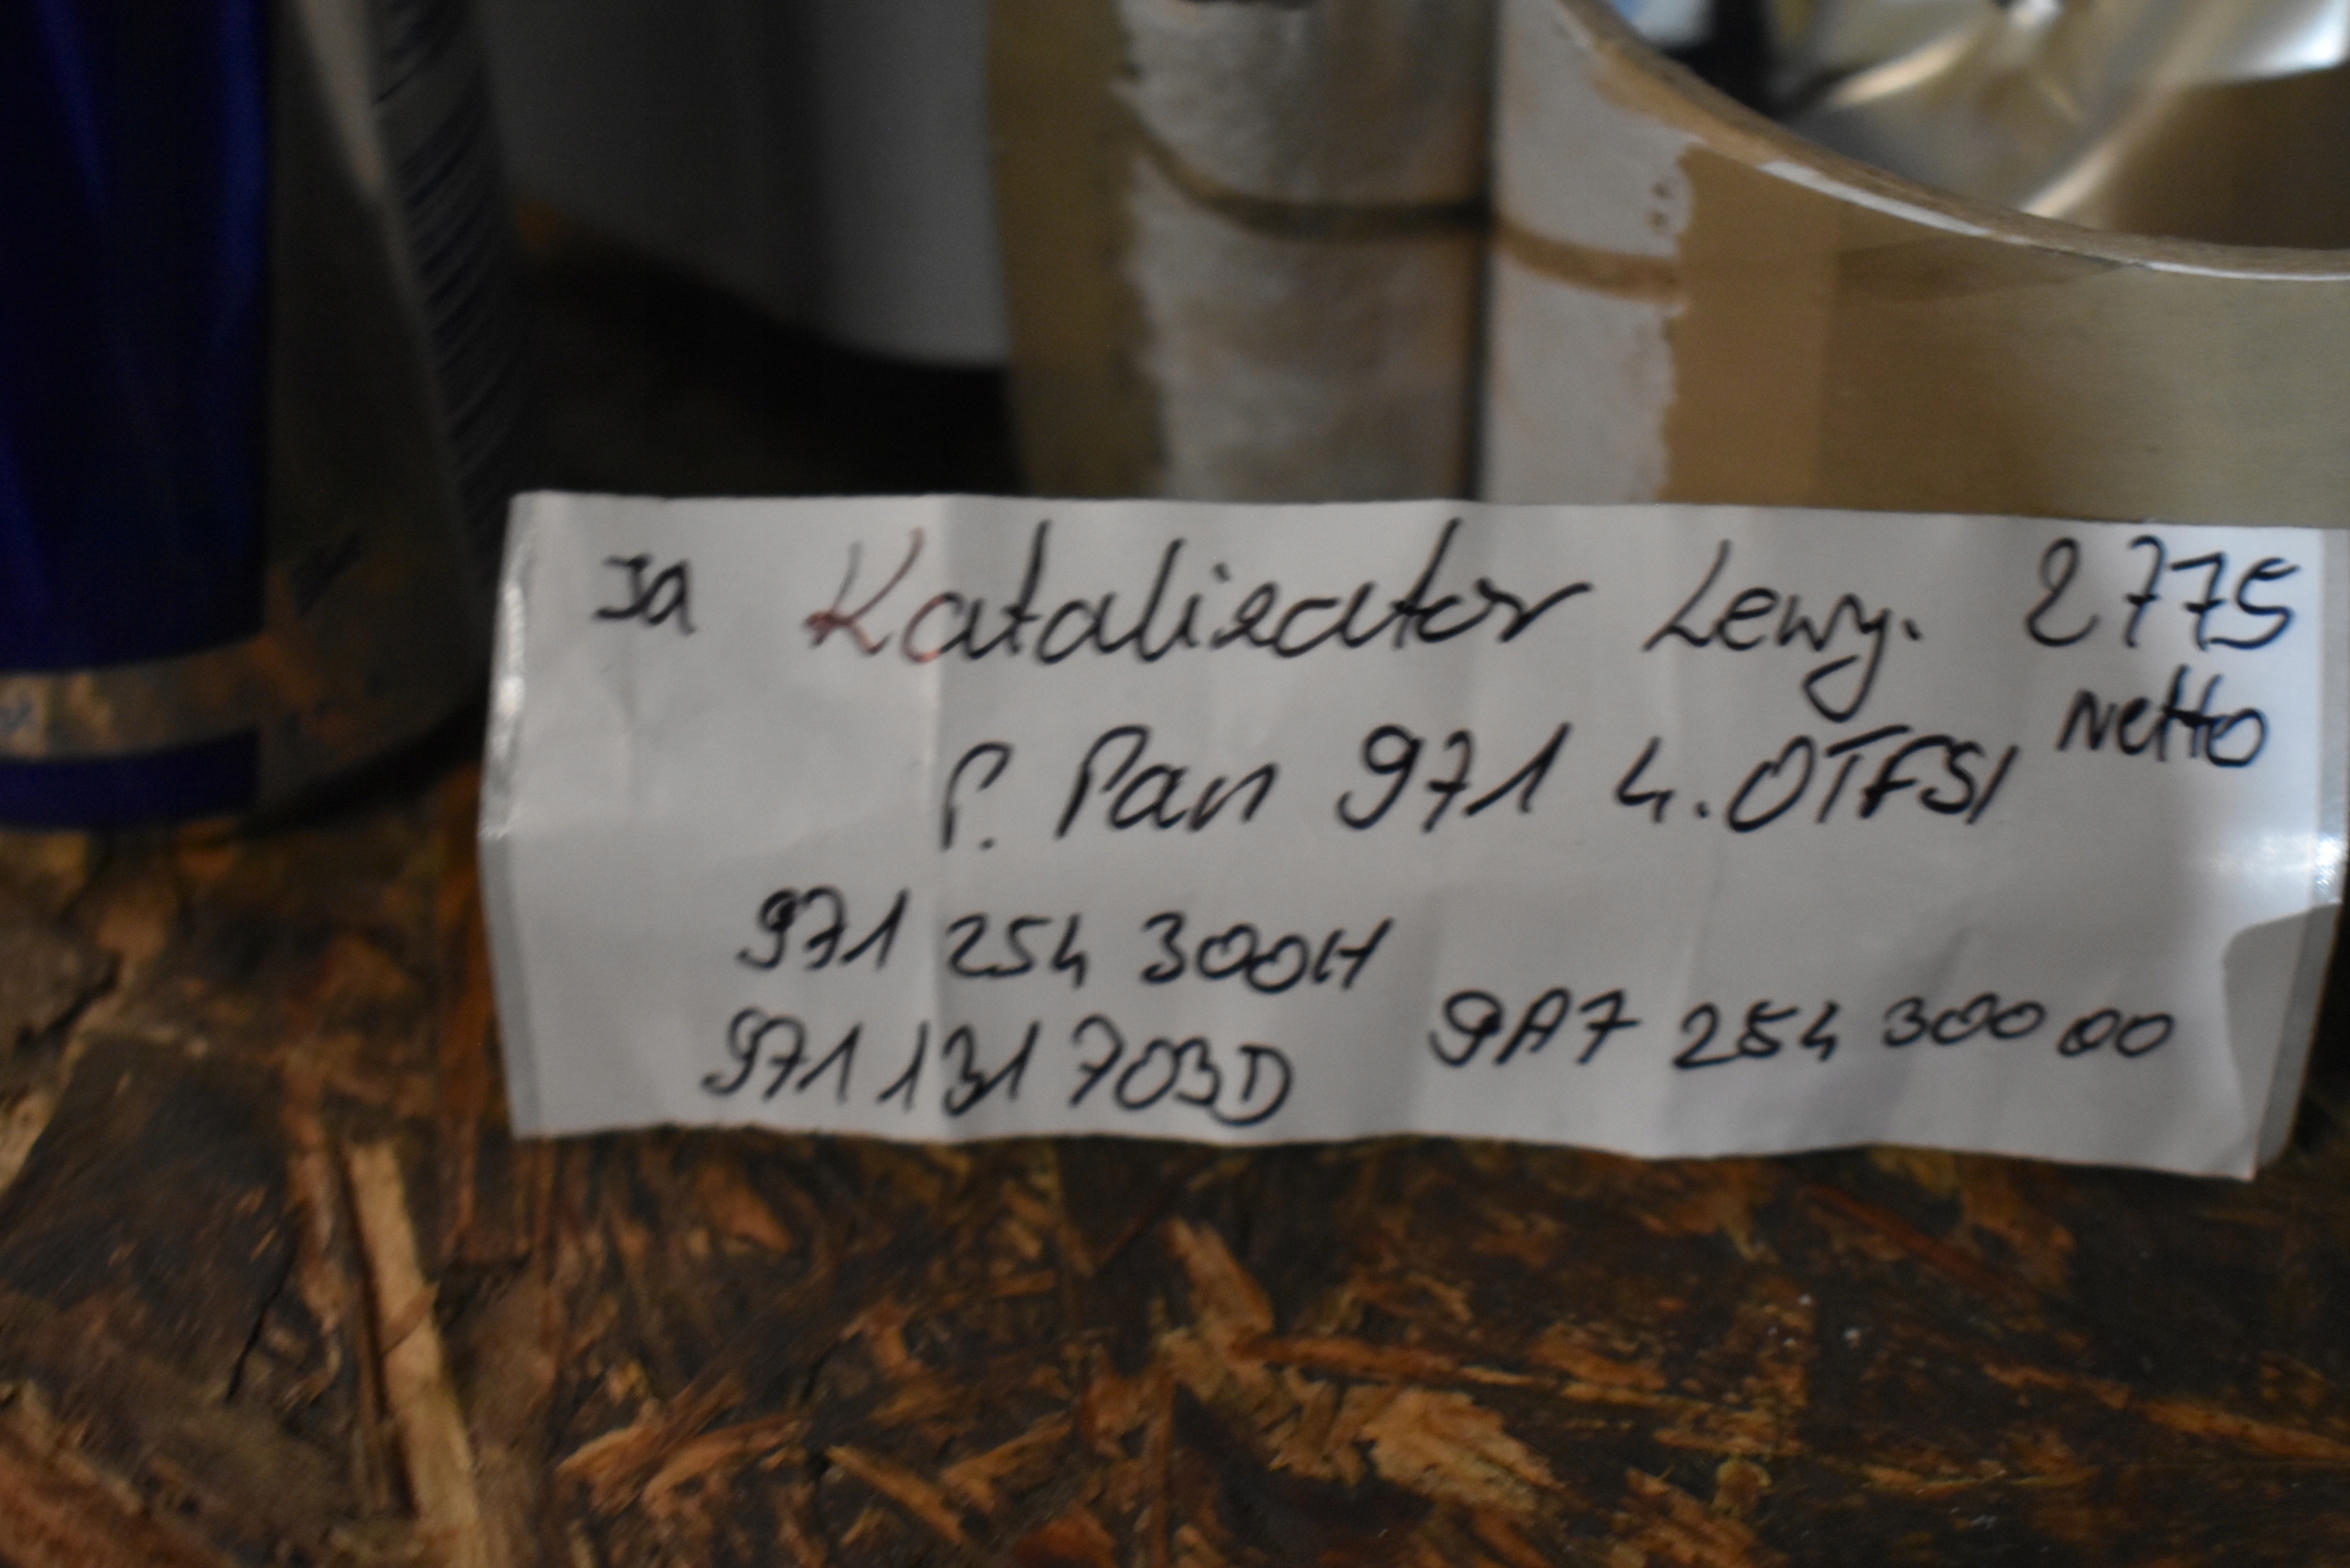 Ja Katalizator Lewy. 2775
netto
P. Pan 971 4.0TFSI
971 254 300H
971 131 703D 9A7 254 300 00